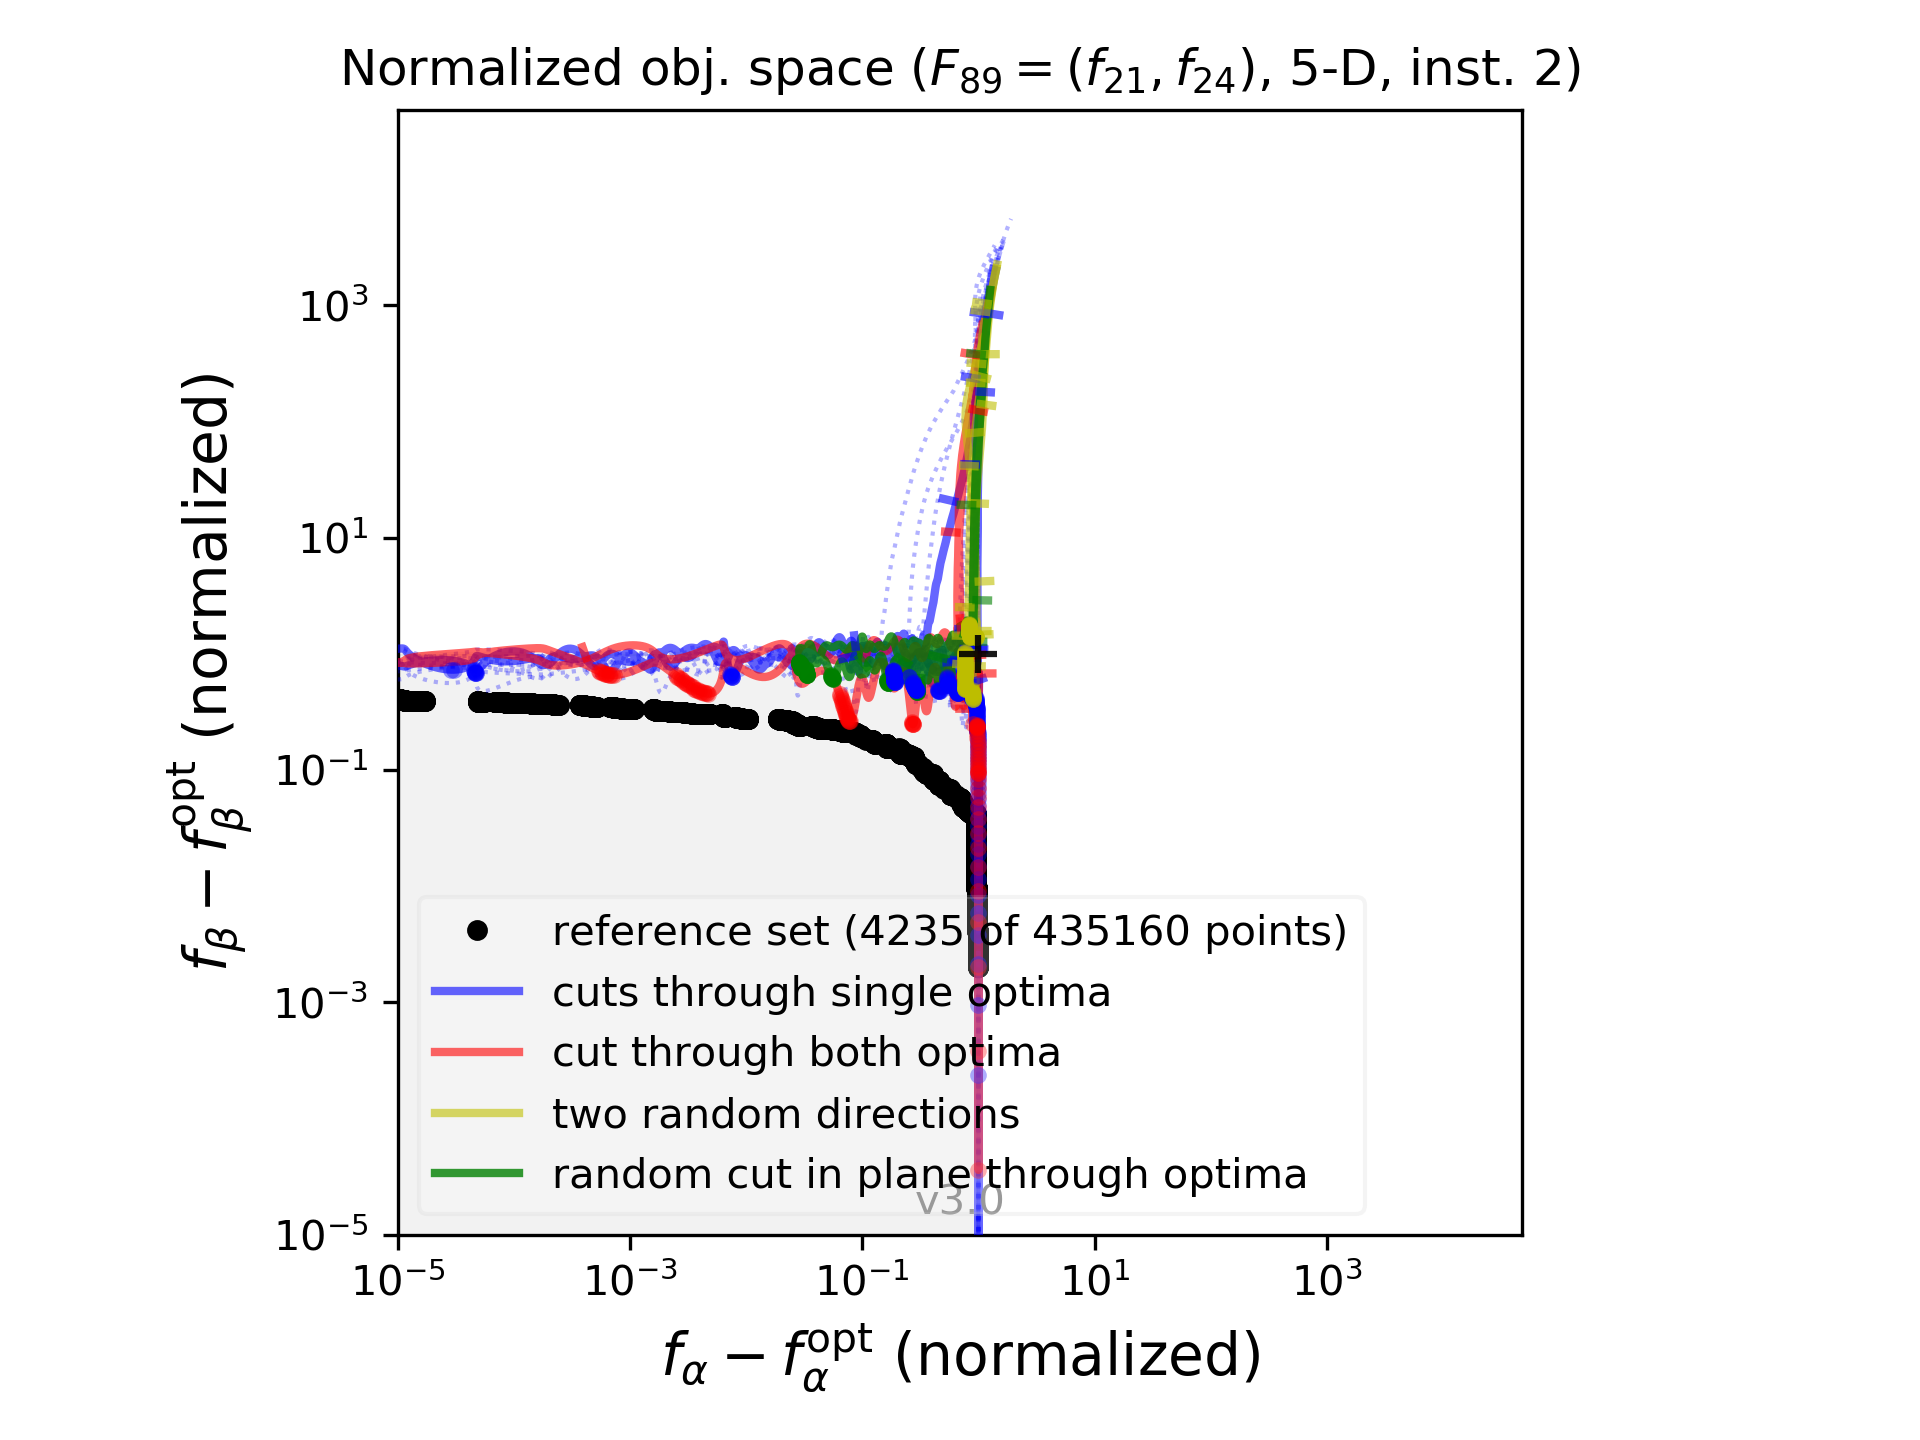 Normalized obj. space (F₈₉ = (f₂₁, f₂₄), 5-D, inst. 2)
f_β − f_β^opt (normalized)
10³
10¹
10⁻¹
10⁻³
10⁻⁵
reference set (4235 of 435160 points)
cuts through single optima
cut through both optima
two random directions
random cut in plane through optima
v3.0
10⁻⁵ 10⁻³ 10⁻¹ 10¹ 10³
f_α − f_α^opt (normalized)